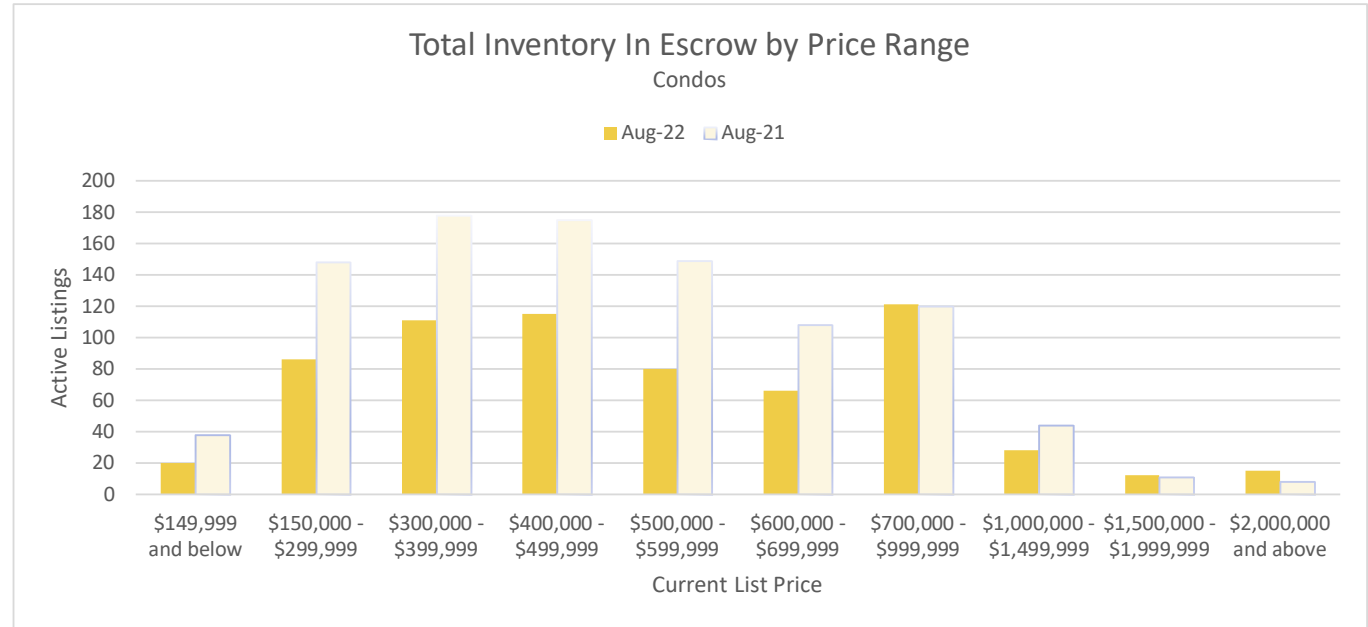 Total Inventory In Escrow by Price Range
Condos
Aug-22 Aug-21
200
180
160
140
120
100
80
60
40
20
0
Active Listings
$149,999 and below
$150,000 - $299,999
$300,000 - $399,999
$400,000 - $499,999
$500,000 - $599,999
$600,000 - $699,999
$700,000 - $999,999
$1,000,000 - $1,499,999
$1,500,000 - $1,999,999
$2,000,000 and above
Current List Price